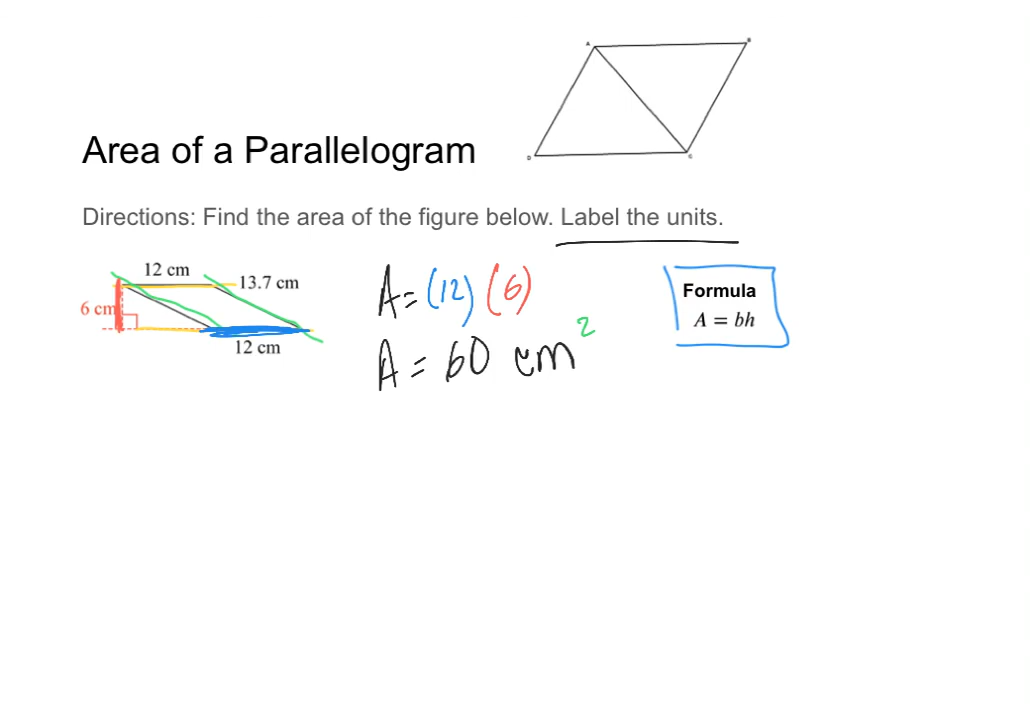 A
B
D
C
Area of a Parallelogram
Directions: Find the area of the figure below. Label the units.
12 cm
13.7 cm
6 cm
12 cm
A = (12) (6)
A = 60 cm²
Formula
A = bh